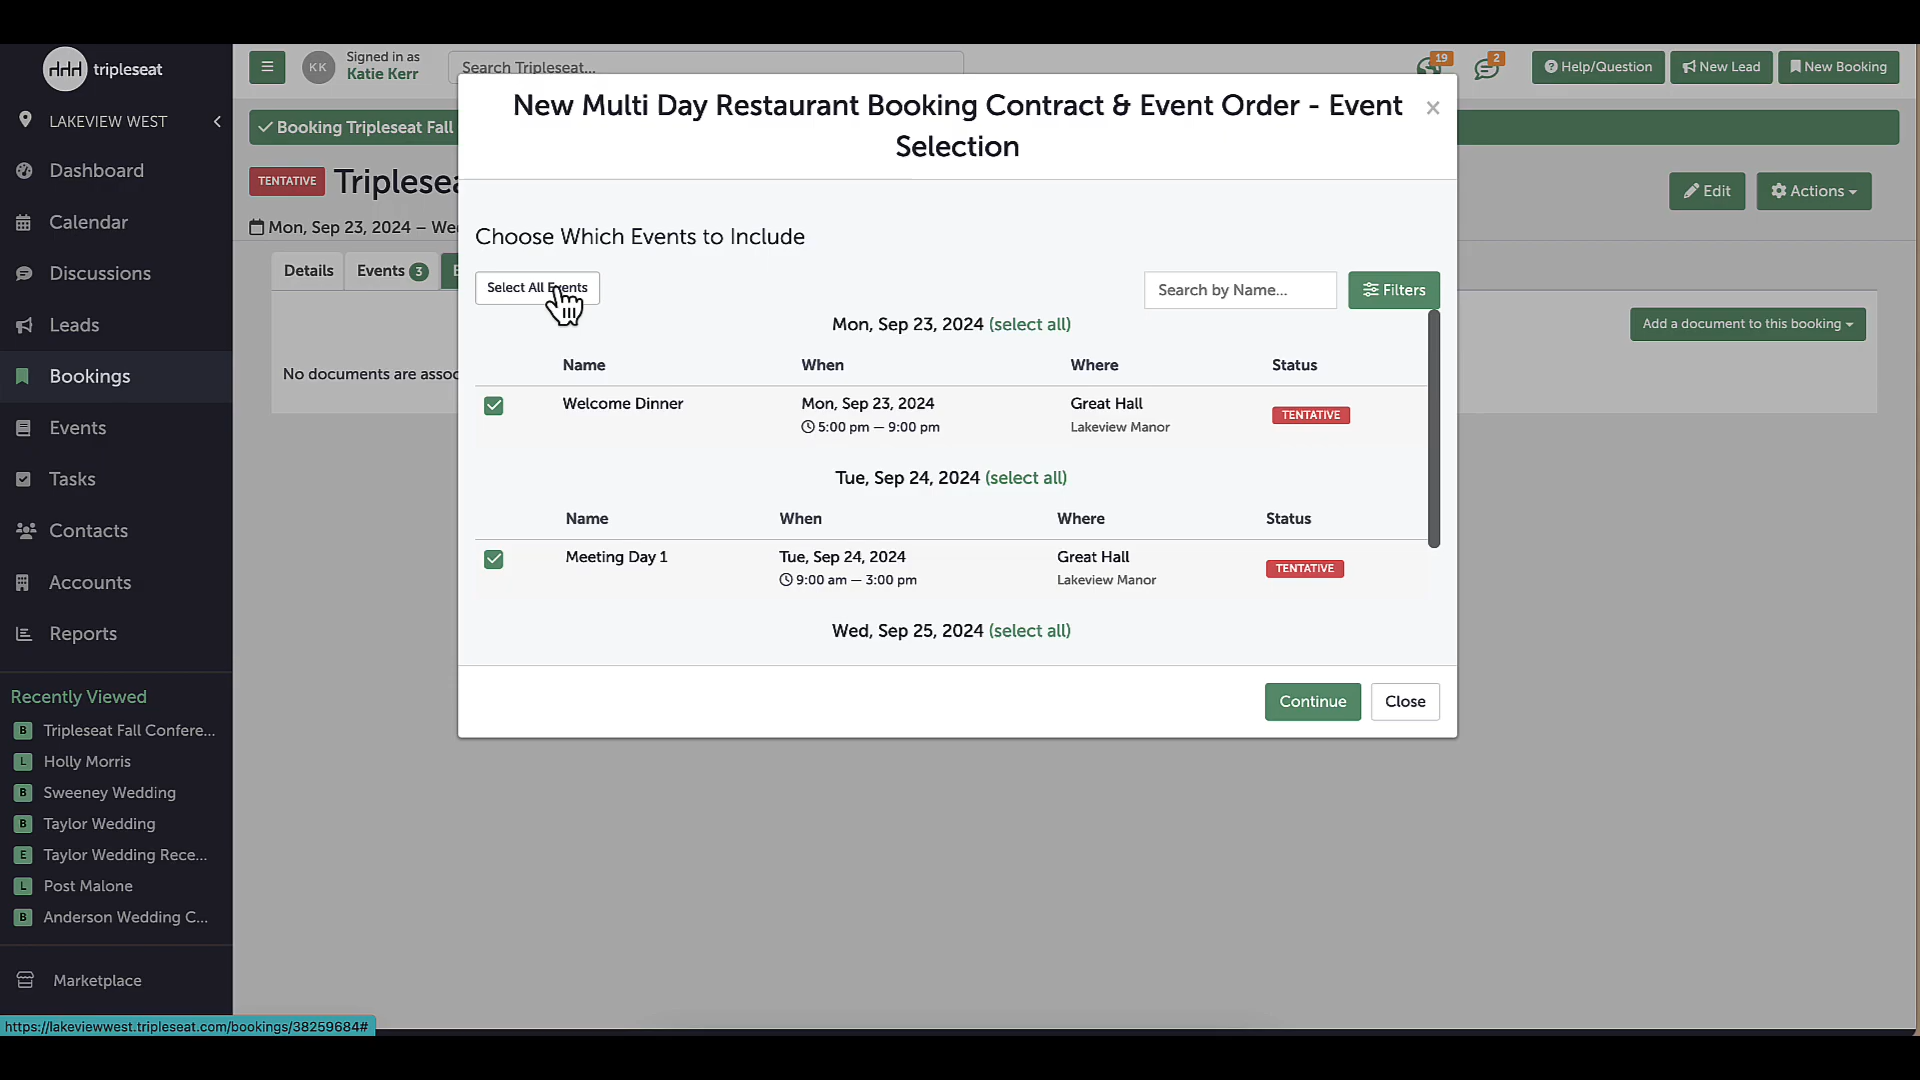 tripleseat
LAKEVIEW WEST
Dashboard
Calendar
Discussions
Leads
Bookings
Events
Tasks
Contacts
Accounts
Reports
Recently Viewed
B Tripleseat Fall Confere...
L Holly Morris
B Sweeney Wedding
B Taylor Wedding
E Taylor Wedding Rece...
L Post Malone
B Anderson Wedding C...
Marketplace
https://lakeviewwest.tripleseat.com/bookings/38259684#
KK
Signed in as
Katie Kerr
Search Tripleseat...
19
2
Help/Question
New Lead
New Booking
Booking Tripleseat Fall
TENTATIVE
Mon, Sep 23, 2024 –
Edit
Actions
Details
Events 3
No documents are
Add a document to this booking
New Multi Day Restaurant Booking Contract & Event Order - Event
Selection
×
Choose Which Events to Include
Select All Events
Search by Name...
Filters
Mon, Sep 23, 2024 (select all)
Name When Where Status
Welcome Dinner Mon, Sep 23, 2024 Great Hall TENTATIVE
5:00 pm — 9:00 pm Lakeview Manor
Tue, Sep 24, 2024 (select all)
Name When Where Status
Meeting Day 1 Tue, Sep 24, 2024 Great Hall TENTATIVE
9:00 am — 3:00 pm Lakeview Manor
Wed, Sep 25, 2024 (select all)
Continue
Close